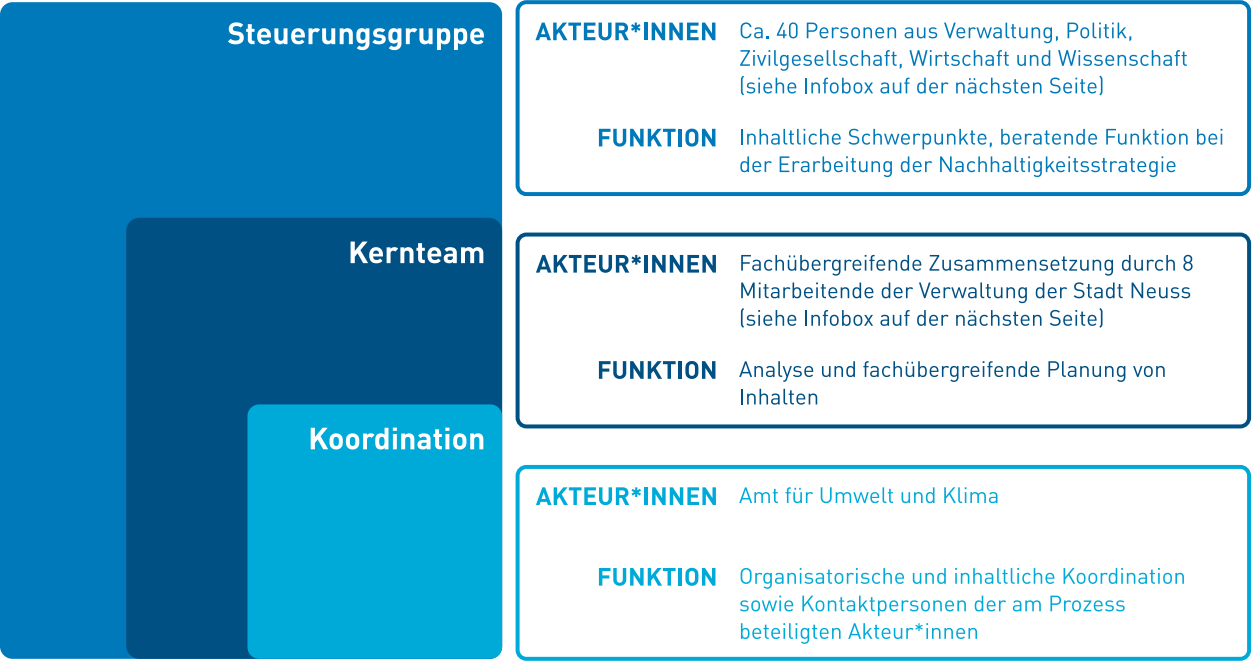 Steuerungsgruppe
AKTEUR*INNEN Ca. 40 Personen aus Verwaltung, Politik,
Zivilgesellschaft, Wirtschaft und Wissenschaft
(siehe Infobox auf der nächsten Seite)
FUNKTION Inhaltliche Schwerpunkte, beratende Funktion bei
der Erarbeitung der Nachhaltigkeitsstrategie
Kernteam
AKTEUR*INNEN Fachübergreifende Zusammensetzung durch 8
Mitarbeitende der Verwaltung der Stadt Neuss
(siehe Infobox auf der nächsten Seite)
FUNKTION Analyse und fachübergreifende Planung von
Inhalten
Koordination
AKTEUR*INNEN Amt für Umwelt und Klima
FUNKTION Organisatorische und inhaltliche Koordination
sowie Kontaktpersonen der am Prozess
beteiligten Akteur*innen